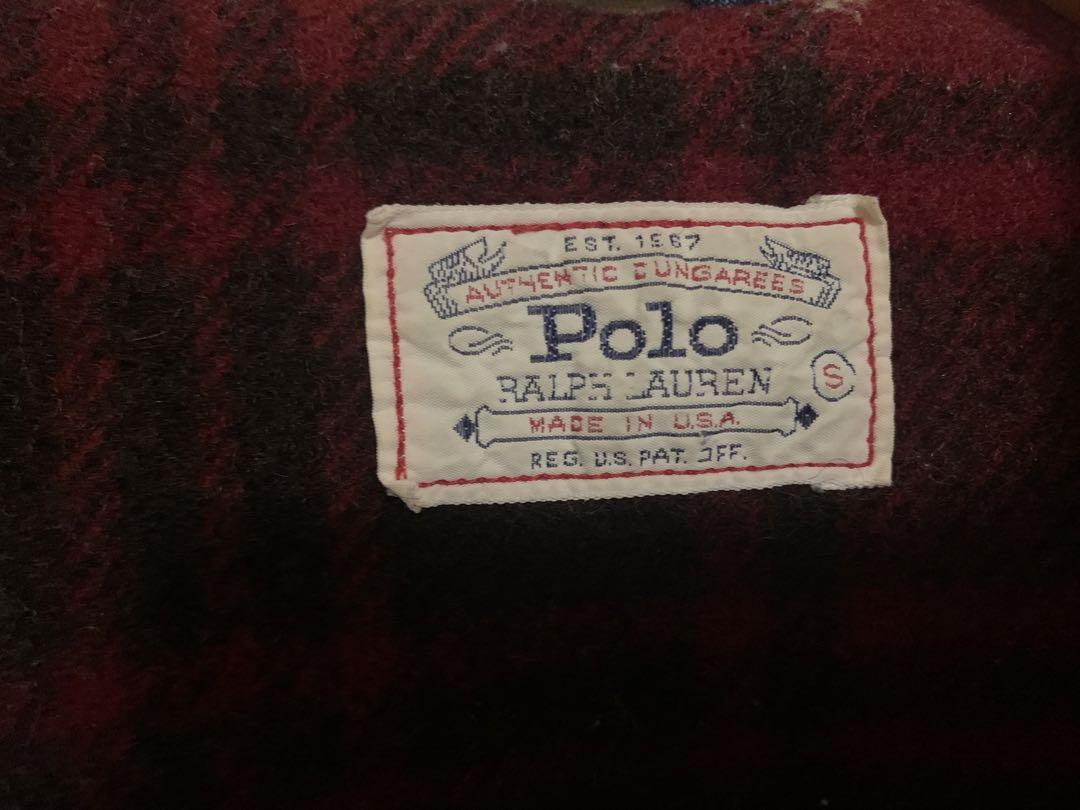 EST. 1967
AUTHENTIC DUNGAREES
Polo
RALPH LAUREN
S
MADE IN U.S.A.
REG. U.S. PAT. OFF.